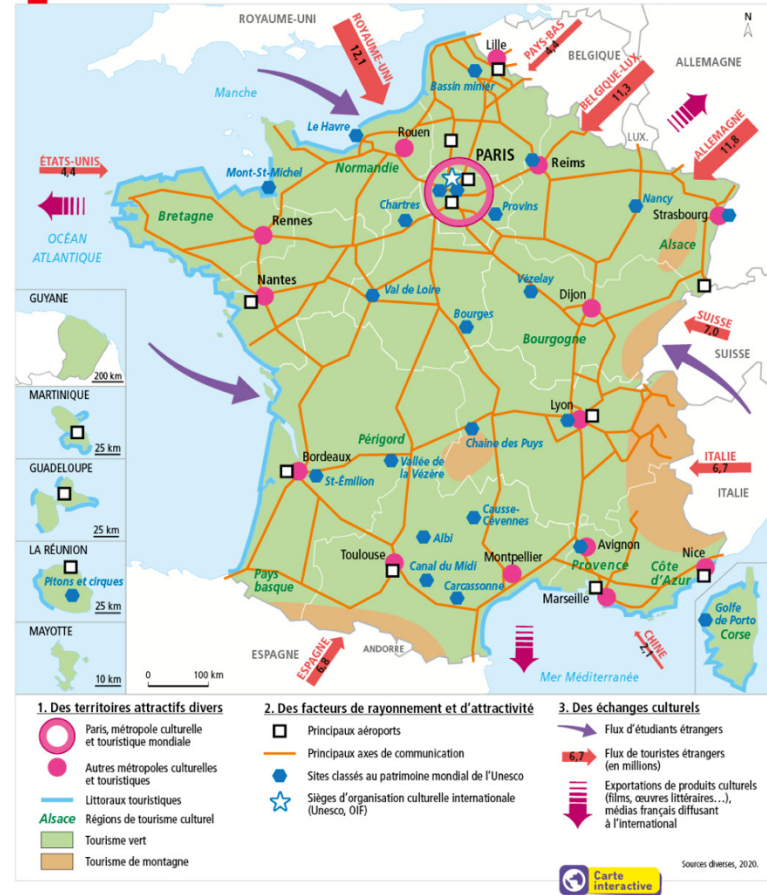 ROYAUME-UNI
N
ROYAUME-UNI
12,1
Lille
PAYS-BAS
4,4
BELGIQUE
ALLEMAGNE
Manche
Bassin minier
BELGIQUE-LUX.
11,3
Le Havre
Rouen
LUX.
ALLEMAGNE
11,8
PARIS
Reims
ÉTATS-UNIS
4,4
Mont-St-Michel
Normandie
Nancy
Chartres
Provins
Strasbourg
Bretagne
Rennes
Alsace
OCÉAN
ATLANTIQUE
Nantes
Val de Loire
Vézelay
Dijon
GUYANE
200 km
Bourges
Bourgogne
SUISSE
7,0
SUISSE
MARTINIQUE
25 km
Lyon
Périgord
Chaine des Puys
Bordeaux
Vallée de
la Vézère
ITALIE
6,7
ITALIE
GUADELOUPE
25 km
St-Émilion
Causse-
Cévennes
LA RÉUNION
Pitons et cirques
25 km
Albi
Avignon
Toulouse
Canal du Midi
Montpellier
Nice
Provence
Côte
d'Azur
Pays
basque
Carcassonne
Marseille
Golfe
de Porto
Corse
MAYOTTE
10 km
0 100 km
ESPAGNE
ESPAGNE
6,8
ANDORRE
CHINE
2,1
Mer Méditerranée
1. Des territoires attractifs divers
Paris, métropole culturelle
et touristique mondiale
Autres métropoles culturelles
et touristiques
Littoraux touristiques
Alsace Régions de tourisme culturel
Tourisme vert
Tourisme de montagne
2. Des facteurs de rayonnement et d'attractivité
Principaux aéroports
Principaux axes de communication
Sites classés au patrimoine mondial de l'Unesco
Sièges d'organisation culturelle internationale
(Unesco, OIF)
3. Des échanges culturels
Flux d'étudiants étrangers
6,7 Flux de touristes étrangers
(en millions)
Exportations de produits culturels
(films, œuvres littéraires...),
médias français diffusant
à l'international
Sources diverses, 2020.
Carte
interactive